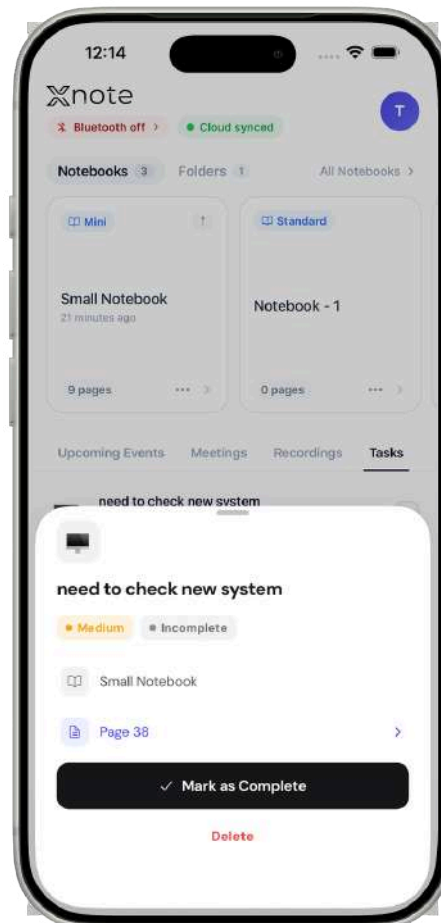 12:14
Xnote
Bluetooth off >
Cloud synced
T
Notebooks 3 Folders 1 All Notebooks >
Mini ↑
Small Notebook
21 minutes ago
9 pages ••• >
Standard
Notebook - 1
0 pages ••• >
Upcoming Events Meetings Recordings Tasks
need to check new system
need to check new system
Medium Incomplete
Small Notebook
Page 38 >
✓ Mark as Complete
Delete